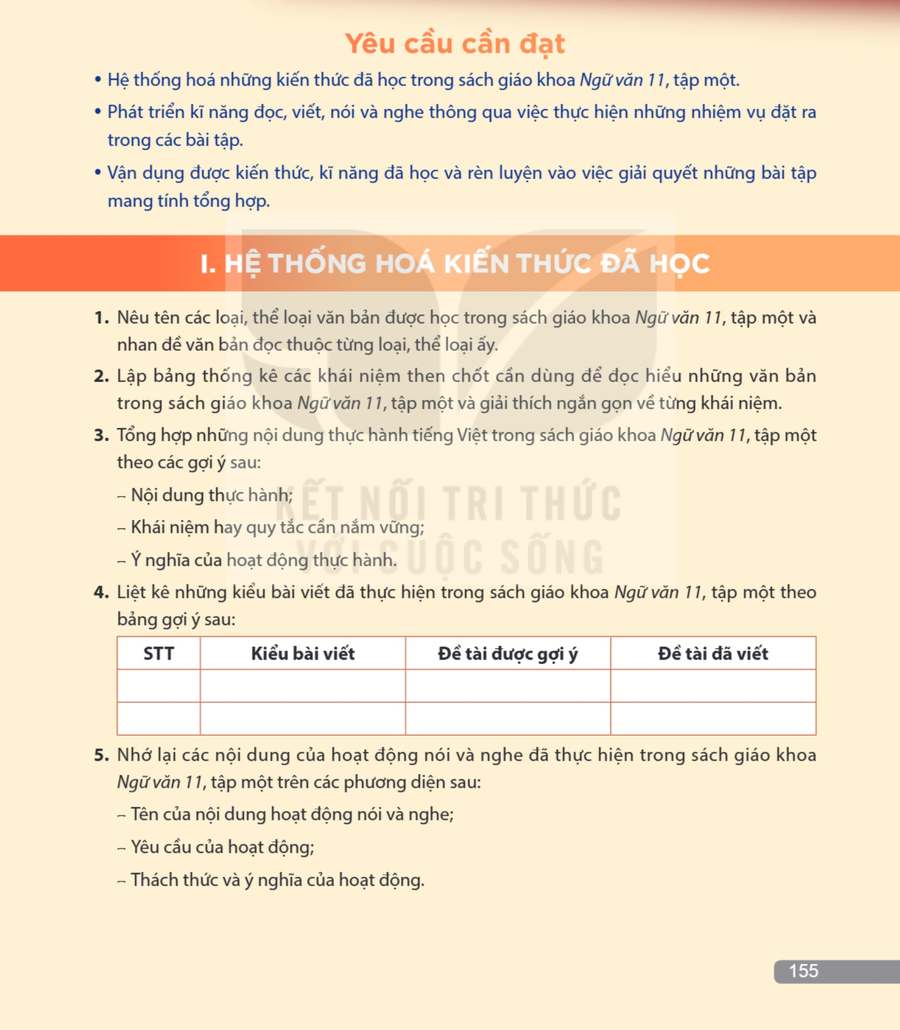 Yêu cầu cần đạt
• Hệ thống hoá những kiến thức đã học trong sách giáo khoa Ngữ văn 11, tập một.
• Phát triển kĩ năng đọc, viết, nói và nghe thông qua việc thực hiện những nhiệm vụ đặt ra
trong các bài tập.
• Vận dụng được kiến thức, kĩ năng đã học và rèn luyện vào việc giải quyết những bài tập
mang tính tổng hợp.
I. HỆ THỐNG HOÁ KIẾN THỨC ĐÃ HỌC
1. Nêu tên các loại, thể loại văn bản được học trong sách giáo khoa Ngữ văn 11, tập một và
nhan đề văn bản đọc thuộc từng loại, thể loại ấy.
2. Lập bảng thống kê các khái niệm then chốt cần dùng để đọc hiểu những văn bản
trong sách giáo khoa Ngữ văn 11, tập một và giải thích ngắn gọn về từng khái niệm.
3. Tổng hợp những nội dung thực hành tiếng Việt trong sách giáo khoa Ngữ văn 11, tập một
theo các gợi ý sau:
– Nội dung thực hành;
– Khái niệm hay quy tắc cần nắm vững;
– Ý nghĩa của hoạt động thực hành.
KẾT NỐI TRI THỨC
VỚI CUỘC SỐNG
4. Liệt kê những kiểu bài viết đã thực hiện trong sách giáo khoa Ngữ văn 11, tập một theo
bảng gợi ý sau:
STT Kiểu bài viết Đề tài được gợi ý Đề tài đã viết
5. Nhớ lại các nội dung của hoạt động nói và nghe đã thực hiện trong sách giáo khoa
Ngữ văn 11, tập một trên các phương diện sau:
– Tên của nội dung hoạt động nói và nghe;
– Yêu cầu của hoạt động;
– Thách thức và ý nghĩa của hoạt động.
155